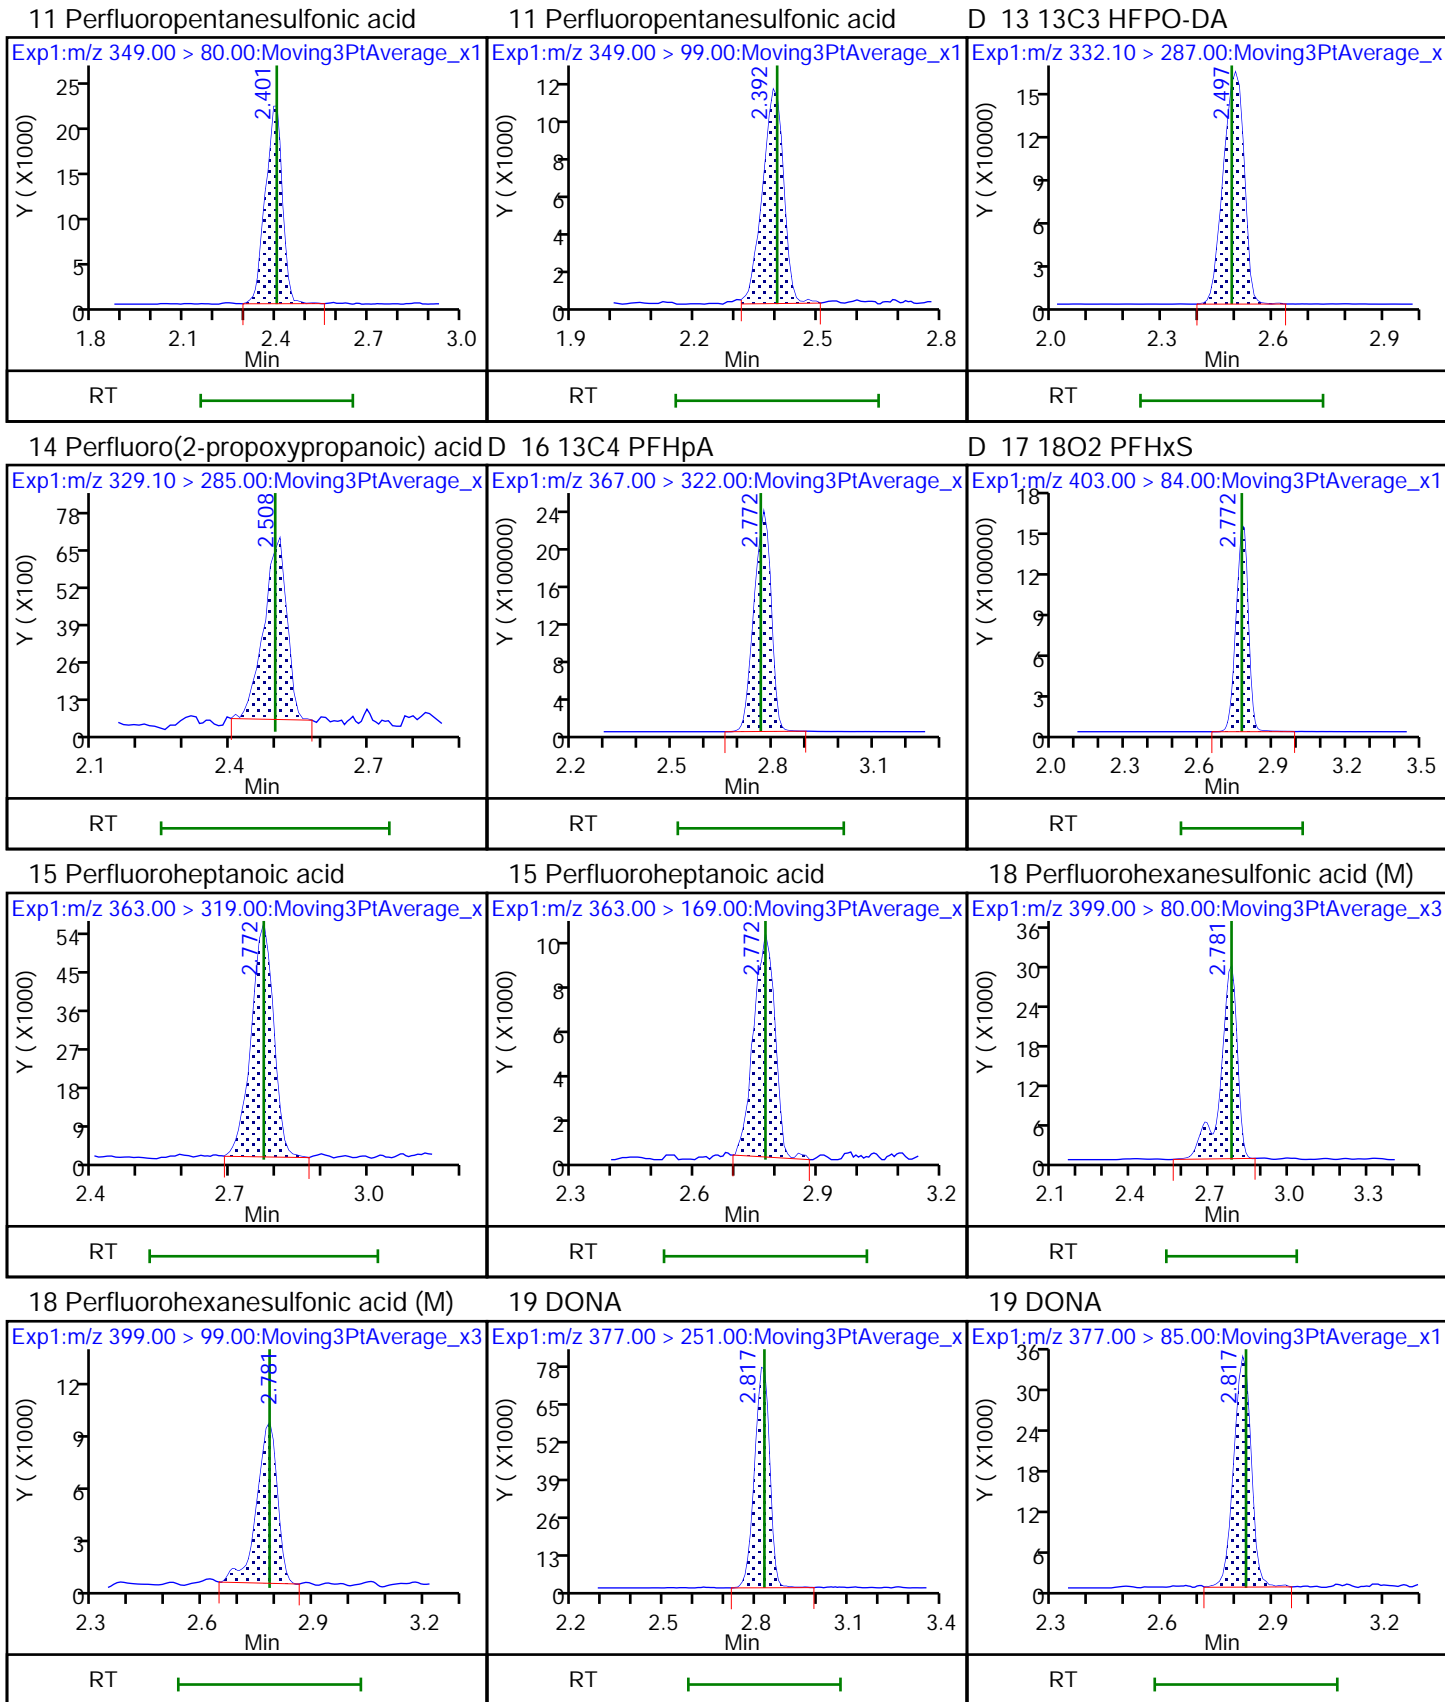 11 Perfluoropentanesulfonic acid
Exp1:m/z 349.00 > 80.00:Moving3PtAverage_x1
Y ( X1000)
25
20
15
10
5
0
2.401
1.8 2.1 2.4 2.7 3.0
Min
RT
11 Perfluoropentanesulfonic acid
Exp1:m/z 349.00 > 99.00:Moving3PtAverage_x1
Y ( X1000)
12
10
8
6
4
2
0
2.392
1.9 2.2 2.5 2.8
Min
RT
D 13 13C3 HFPO-DA
Exp1:m/z 332.10 > 287.00:Moving3PtAverage_x
Y ( X10000)
15
12
9
6
3
0
2.497
2.0 2.3 2.6 2.9
Min
RT
14 Perfluoro(2-propoxypropanoic) acid
Exp1:m/z 329.10 > 285.00:Moving3PtAverage_x
Y ( X100)
78
65
52
39
26
13
0
2.508
2.1 2.4 2.7
Min
RT
D 16 13C4 PFHpA
Exp1:m/z 367.00 > 322.00:Moving3PtAverage_x
Y ( X100000)
24
20
16
12
8
4
0
2.772
2.2 2.5 2.8 3.1
Min
RT
D 17 18O2 PFHxS
Exp1:m/z 403.00 > 84.00:Moving3PtAverage_x1
Y ( X100000)
18
15
12
9
6
3
0
2.772
2.0 2.3 2.6 2.9 3.2 3.5
Min
RT
15 Perfluoroheptanoic acid
Exp1:m/z 363.00 > 319.00:Moving3PtAverage_x
Y ( X1000)
54
45
36
27
18
9
0
2.772
2.4 2.7 3.0
Min
RT
15 Perfluoroheptanoic acid
Exp1:m/z 363.00 > 169.00:Moving3PtAverage_x
Y ( X1000)
10
8
6
4
2
0
2.772
2.3 2.6 2.9 3.2
Min
RT
18 Perfluorohexanesulfonic acid (M)
Exp1:m/z 399.00 > 80.00:Moving3PtAverage_x3
Y ( X1000)
36
30
24
18
12
6
0
2.781
2.1 2.4 2.7 3.0 3.3
Min
RT
18 Perfluorohexanesulfonic acid (M)
Exp1:m/z 399.00 > 99.00:Moving3PtAverage_x3
Y ( X1000)
12
9
6
3
0
2.781
2.3 2.6 2.9 3.2
Min
RT
19 DONA
Exp1:m/z 377.00 > 251.00:Moving3PtAverage_x
Y ( X1000)
78
65
52
39
26
13
0
2.817
2.2 2.5 2.8 3.1 3.4
Min
RT
19 DONA
Exp1:m/z 377.00 > 85.00:Moving3PtAverage_x1
Y ( X1000)
36
30
24
18
12
6
0
2.817
2.3 2.6 2.9 3.2
Min
RT